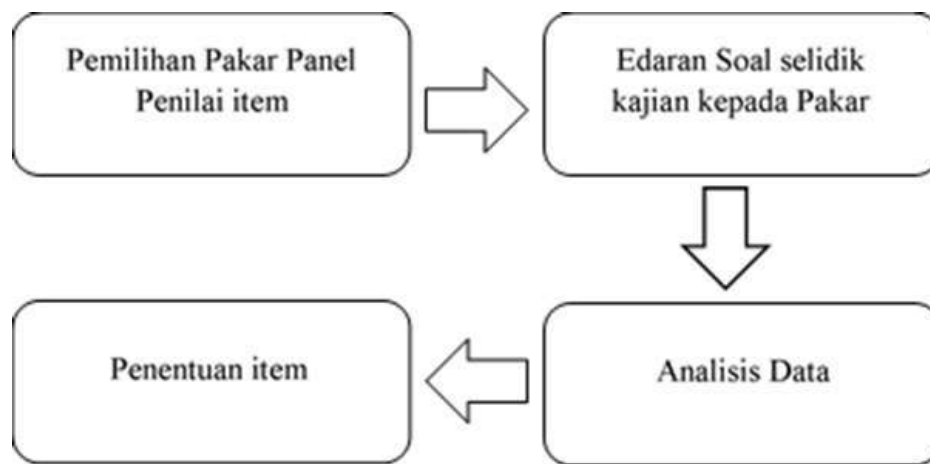 Pemilihan Pakar Panel
Penilai item
Edaran Soal selidik
kajian kepada Pakar
Analisis Data
Penentuan item